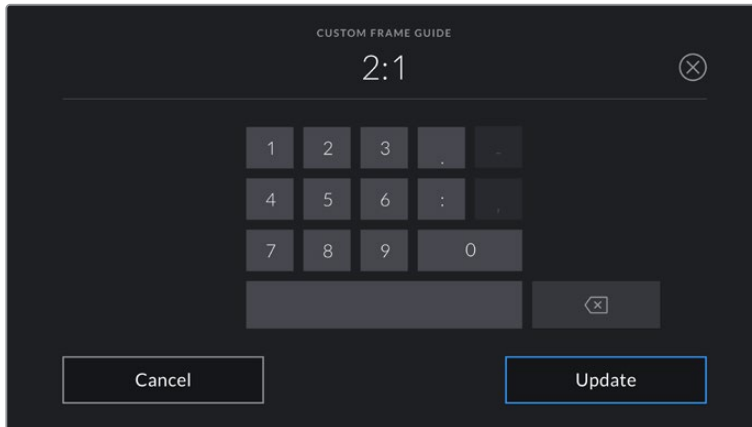 CUSTOM FRAME GUIDE
2:1
1 2 3 . -
4 5 6 : ,
7 8 9 0
Cancel Update